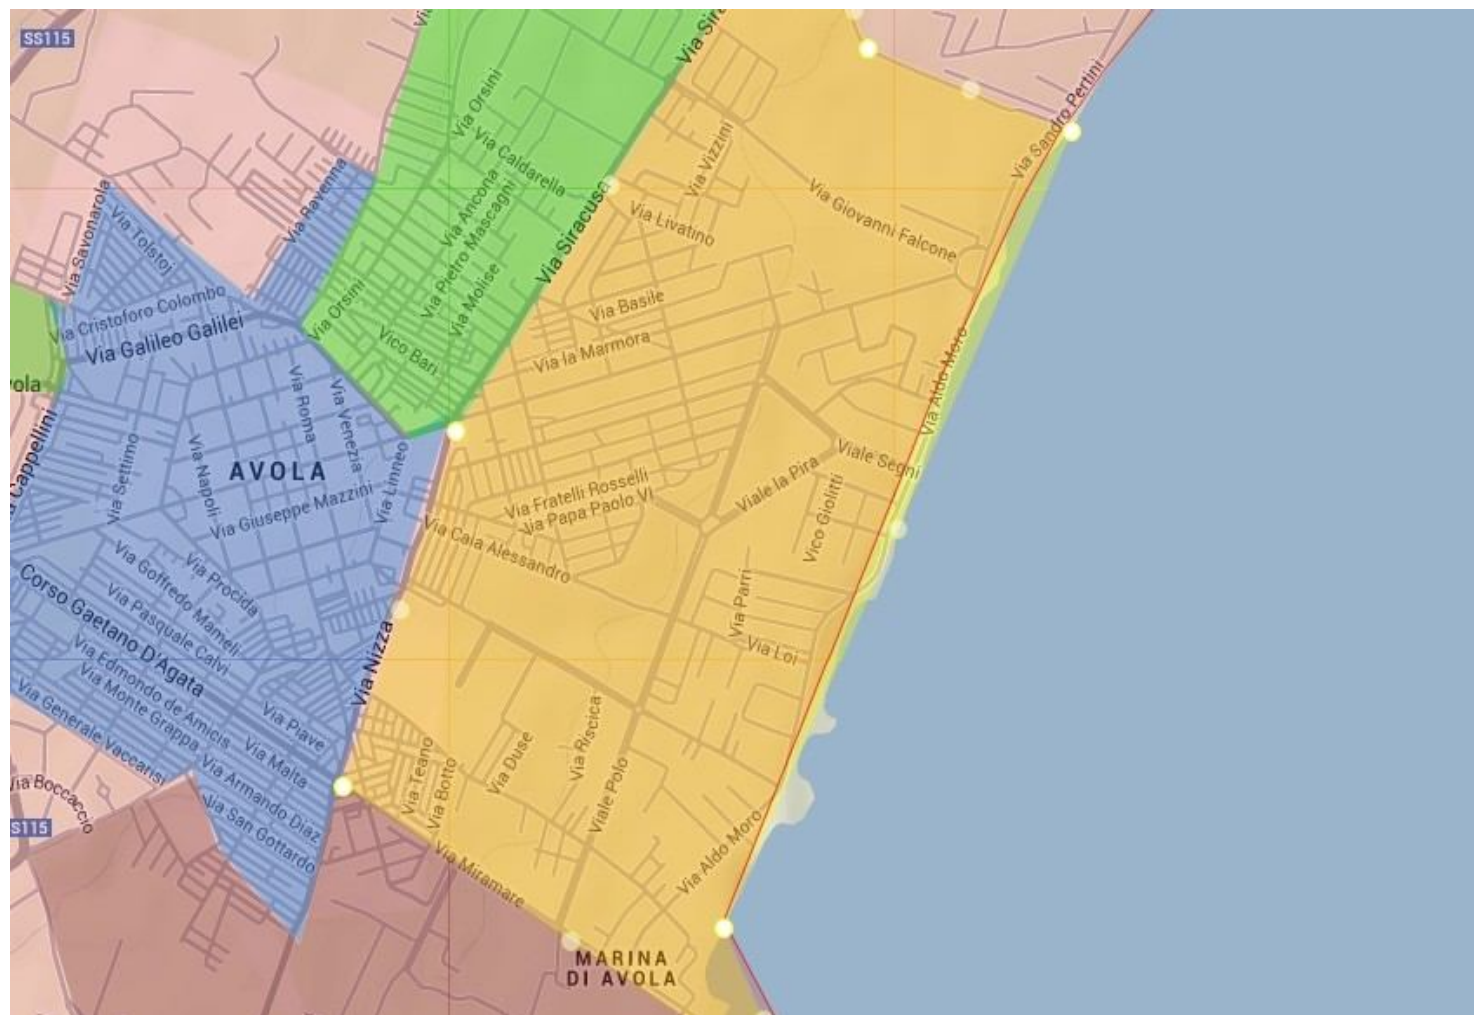 SS115
Via Orsini
Via Caldarella
Via Vizzini
Via Sandro Pertini
Via Ravenna
Via Ancona
Via Pietro Mascagni
Via Savonarola
Via Tolstoi
Via Giovanni Falcone
Via Livatino
Via Siracusa
Via Molise
Via Cristoforo Colombo
Via Orsini
Via Basile
Via Galileo Galilei
Vico Bari
Via la Marmora
Via Aldo Moro
vola
Via Roma
Via Venezia
Cappellini
Via Settimo
Via Napoli
AVOLA
Via Linneo
Viale Segni
Viale la Pira
Via Fratelli Rosselli
Via Papa Paolo VI
Via Giuseppe Mazzini
Vico Giolitti
Via Caia Alessandro
Via Goffredo Mameli
Via Procida
Via Pasquale Calvi
Corso Gaetano D'Agata
Via Parri
Via Loi
Via Nizza
Via Edmondo de Amicis
Via Monte Grappa
Via Generale Vaccarisi
Via Piave
Via Malta
Via Riscica
Via Duse
Via Teano
Via Botto
Viale Polo
Via Boccaccio
Via Armando Diaz
Via San Gottardo
S115
Via Aldo Moro
Via Miramare
MARINA
DI AVOLA